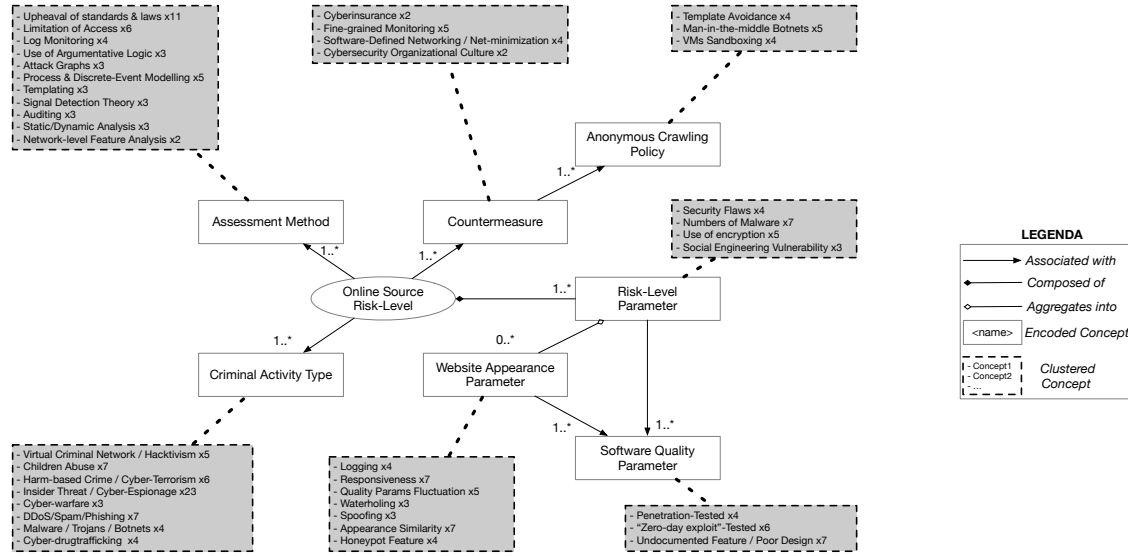 - Upheaval of standards & laws x11
- Limitation of Access x6
- Log Monitoring x4
- Use of Argumentative Logic x3
- Attack Graphs x3
- Process & Discrete-Event Modelling x5
- Templating x3
- Signal Detection Theory x3
- Auditing x3
- Static/Dynamic Analysis x3
- Network-level Feature Analysis x2
- Cyberinsurance x2
- Fine-grained Monitoring x5
- Software-Defined Networking / Net-minimization x4
- Cybersecurity Organizational Culture x2
- Template Avoidance x4
- Man-in-the-middle Botnets x5
- VMs Sandboxing x4
Anonymous Crawling
Policy
1..*
Assessment Method
Countermeasure
1..*
1..*
- Security Flaws x4
- Numbers of Malware x7
- Use of encryption x5
- Social Engineering Vulnerability x3
Online Source
Risk-Level
1..*
Risk-Level
Parameter
1..*
0..*
Criminal Activity Type
Website Appearance
Parameter
1..*
1..*
Software Quality
Parameter
- Virtual Criminal Network / Hacktivism x5
- Children Abuse x7
- Harm-based Crime / Cyber-Terrorism x6
- Insider Threat / Cyber-Espionage x23
- Cyber-warfare x3
- DDoS/Spam/Phishing x7
- Malware / Trojans / Botnets x4
- Cyber-drugtrafficking x4
- Logging x4
- Responsiveness x7
- Quality Params Fluctuation x5
- Waterholing x3
- Spoofing x3
- Appearance Similarity x7
- Honeypot Feature x4
- Penetration-Tested x4
- “Zero-day exploit”-Tested x6
- Undocumented Feature / Poor Design x7
LEGENDA
Associated with
Composed of
Aggregates into
<name> Encoded Concept
- Concept1
- Concept2
- ...
Clustered
Concept